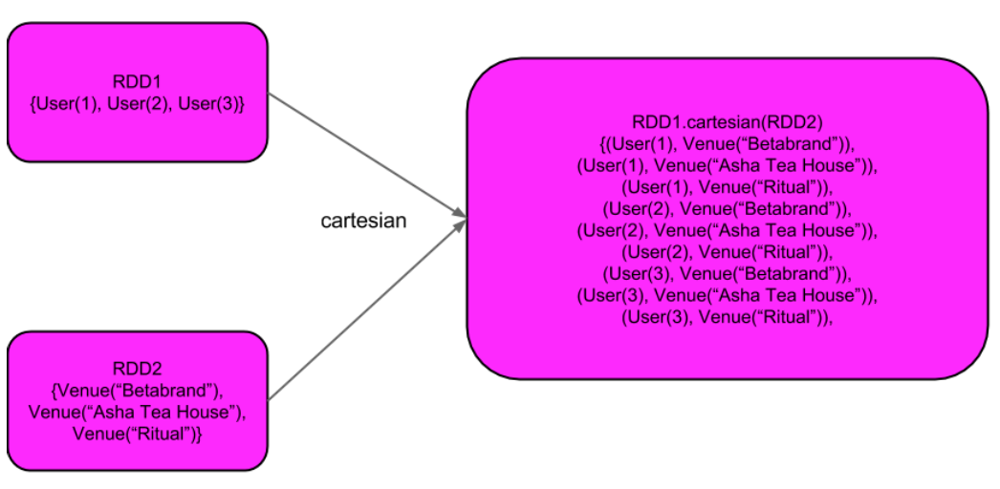 RDD1
{User(1), User(2), User(3)}
cartesian
RDD2
{Venue(“Betabrand”),
Venue(“Asha Tea House”),
Venue(“Ritual”)}
RDD1.cartesian(RDD2)
{(User(1), Venue(“Betabrand”)),
(User(1), Venue(“Asha Tea House”)),
(User(1), Venue(“Ritual”)),
(User(2), Venue(“Betabrand”)),
(User(2), Venue(“Asha Tea House”)),
(User(2), Venue(“Ritual”)),
(User(3), Venue(“Betabrand”)),
(User(3), Venue(“Asha Tea House”)),
(User(3), Venue(“Ritual”)),